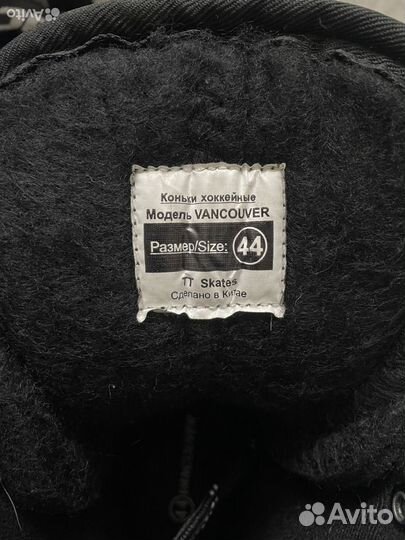 Avito
Коньки хоккейные
Модель VANCOUVER
Размер/Size: 44
TT Skates
Сделано в Китае
Avito